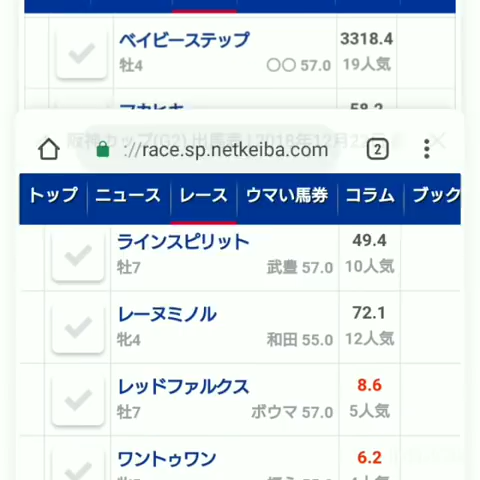 ベイビーステップ
3318.4
牡4
〇〇 57.0
19人気
58.2
阪神カップ(G2) 出馬表 | 2018年12月22日
://race.sp.netkeiba.com
2
トップ
ニュース
レース
ウマい馬券
コラム
ブック
ラインスピリット
49.4
牡7
武豊 57.0
10人気
レーヌミノル
72.1
牝4
和田 55.0
12人気
レッドファルクス
8.6
牡7
ボウマ 57.0
5人気
ワントゥワン
6.2